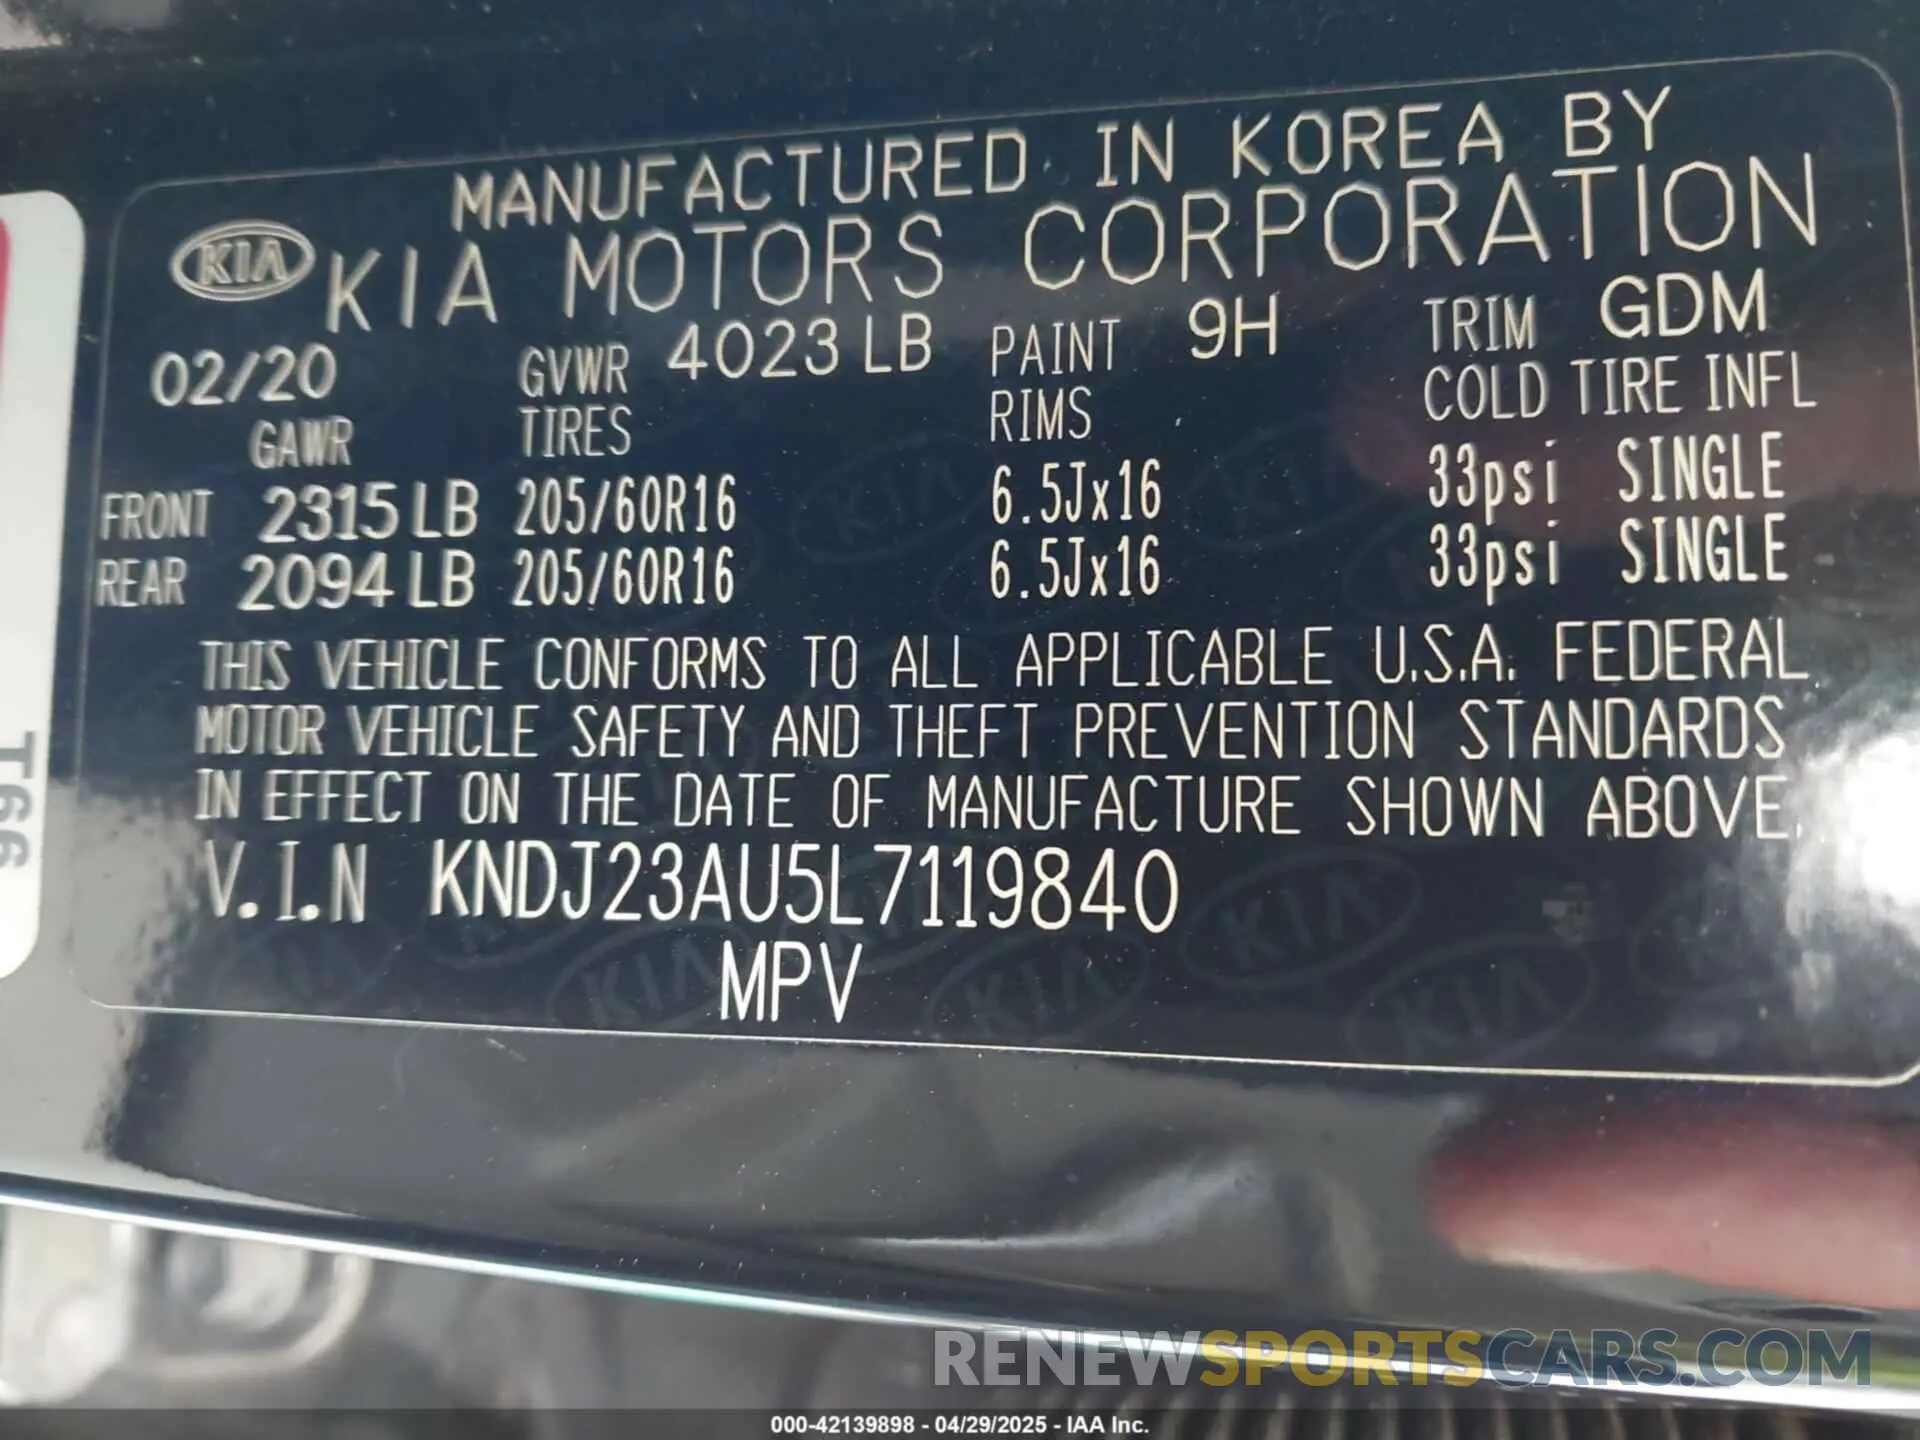 MANUFACTURED IN KOREA BY
KIA KIA MOTORS CORPORATION
02/20 GVWR 4023 LB PAINT 9H TRIM GDM
GAWR TIRES RIMS COLD TIRE INFL
FRONT 2315 LB 205/60R16 6.5Jx16 33psi SINGLE
REAR 2094 LB 205/60R16 6.5Jx16 33psi SINGLE
THIS VEHICLE CONFORMS TO ALL APPLICABLE U.S.A. FEDERAL
MOTOR VEHICLE SAFETY AND THEFT PREVENTION STANDARDS
IN EFFECT ON THE DATE OF MANUFACTURE SHOWN ABOVE.
V.I.N KNDJ23AU5L7119840
MPV
RENEWSPORTSCARS.COM
000-42139898 - 04/29/2025 - IAA Inc.